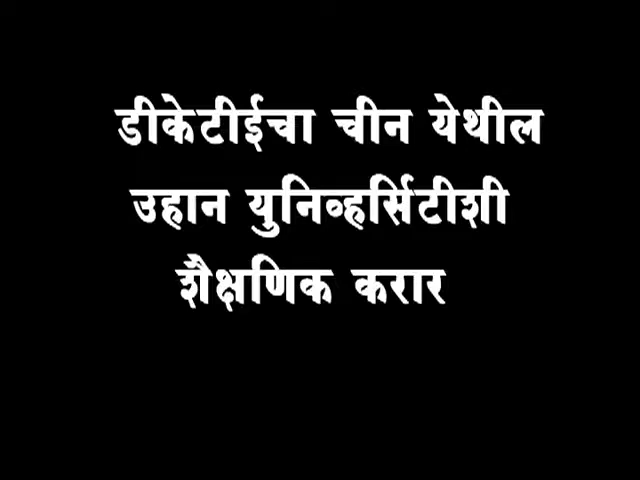 डीकेटीईचा चीन येथील
उहान युनिव्हर्सिटीशी
शैक्षणिक करार